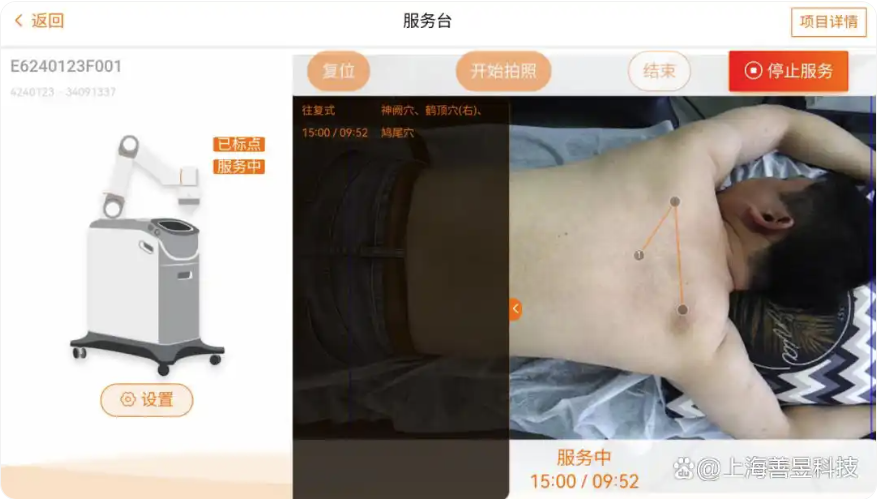 返回
服务台
项目详情
E6240123F001
4240123 - 34091337
复位
开始拍照
结束
停止服务
往复式
神阙穴、鹤顶穴(右)、
15:00 / 09:52
鸠尾穴
已标点
服务中
设置
服务中
15:00 / 09:52
@上海善昱科技